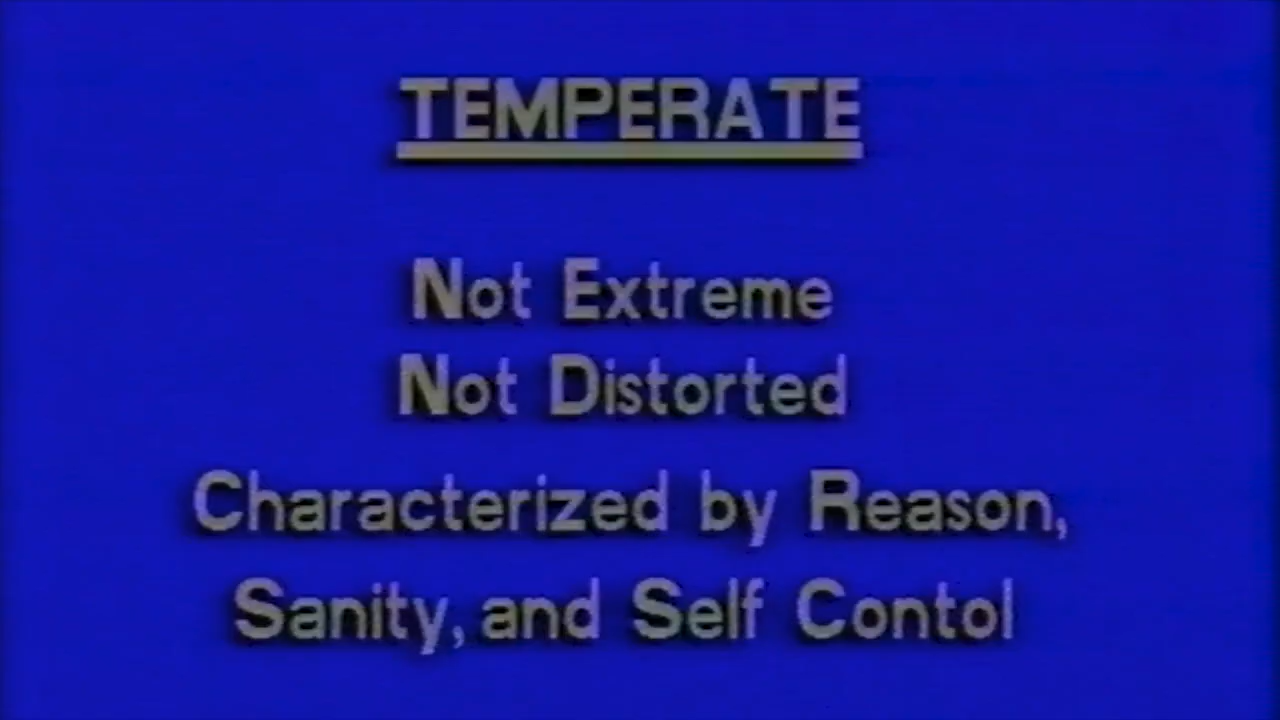 TEMPERATE
Not Extreme
Not Distorted
Characterized by Reason,
Sanity, and Self Contol